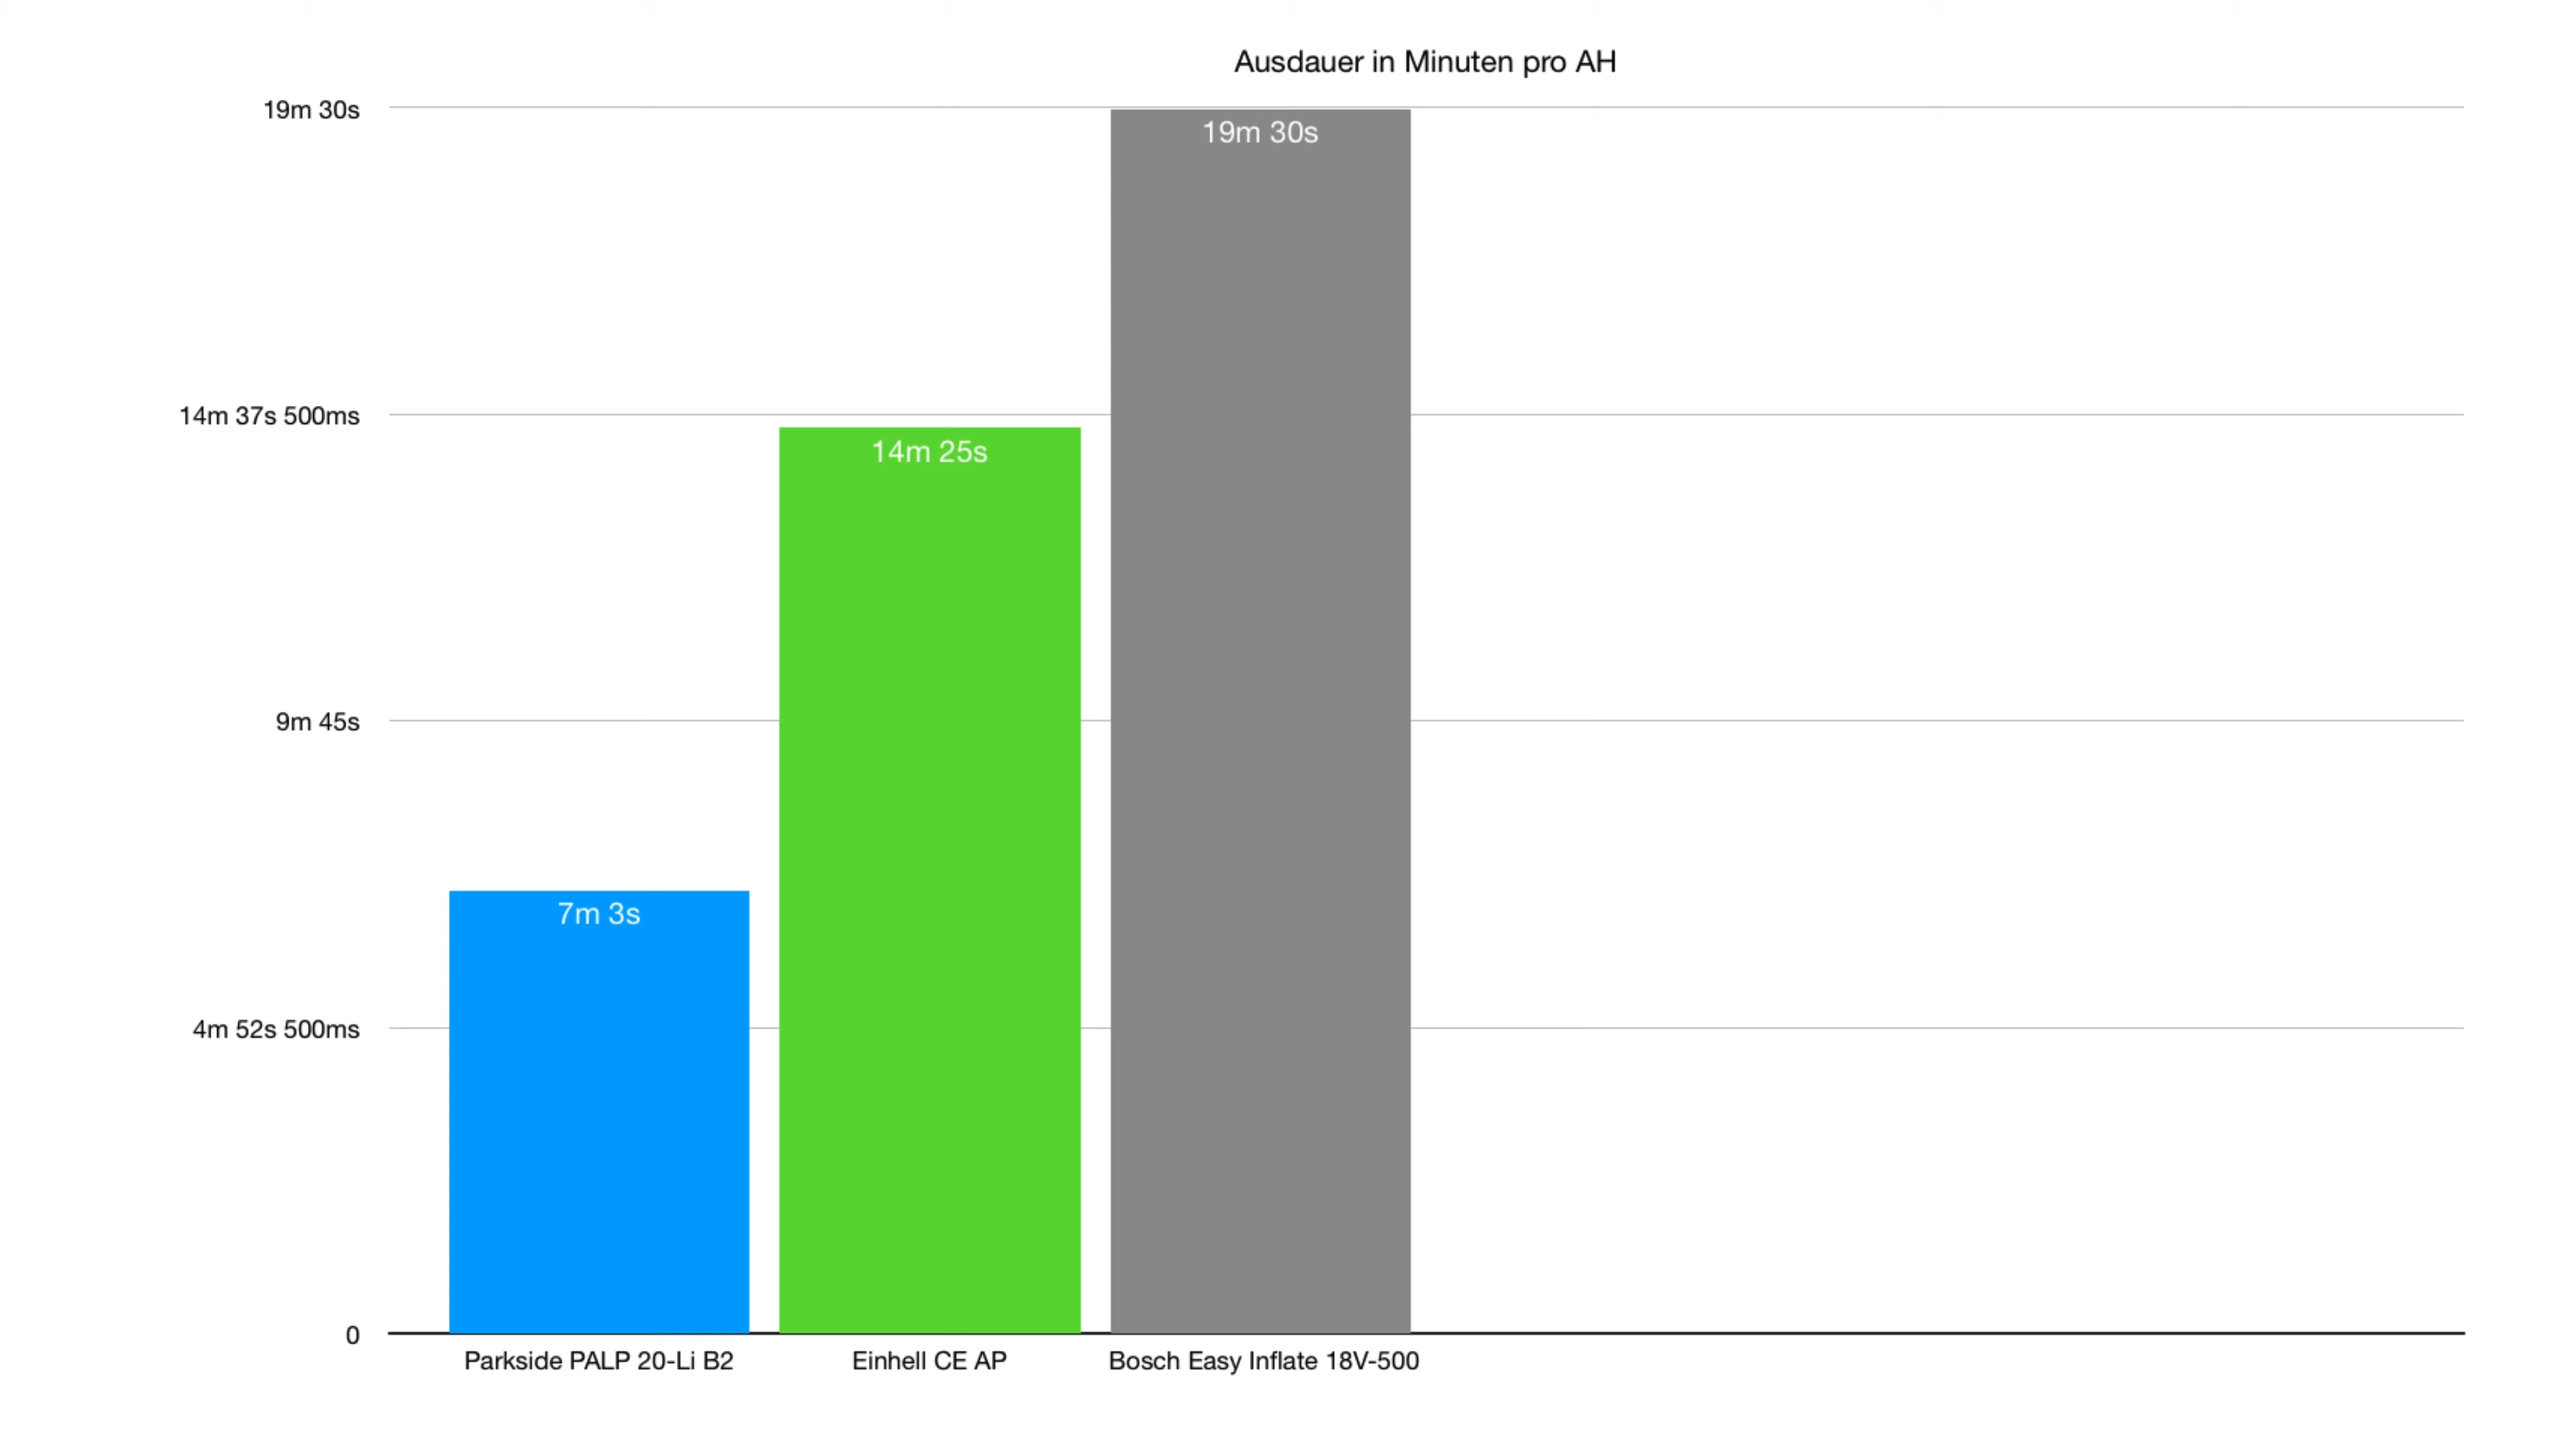 Ausdauer in Minuten pro AH
19m 30s
19m 30s
14m 37s 500ms
14m 25s
9m 45s
7m 3s
4m 52s 500ms
0
Parkside PALP 20-Li B2
Einhell CE AP
Bosch Easy Inflate 18V-500